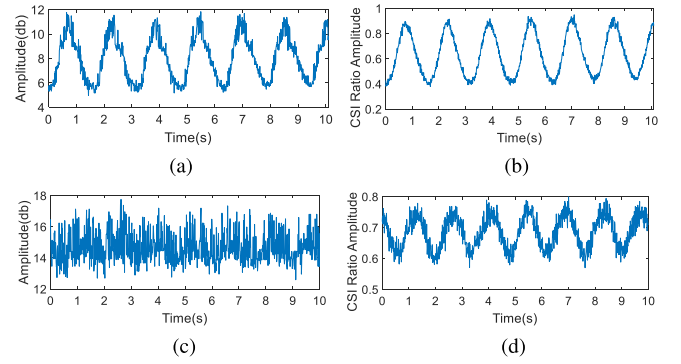 12
10
8
6
4
Amplitude(db)
0 1 2 3 4 5 6 7 8 9 10
Time(s)
(a)
1
0.8
0.6
0.4
0.2
CSI Ratio Amplitude
0 1 2 3 4 5 6 7 8 9 10
Time(s)
(b)
18
16
14
12
Amplitude(db)
0 1 2 3 4 5 6 7 8 9 10
Time(s)
(c)
0.8
0.7
0.6
0.5
CSI Ratio Amplitude
0 1 2 3 4 5 6 7 8 9 10
Time(s)
(d)